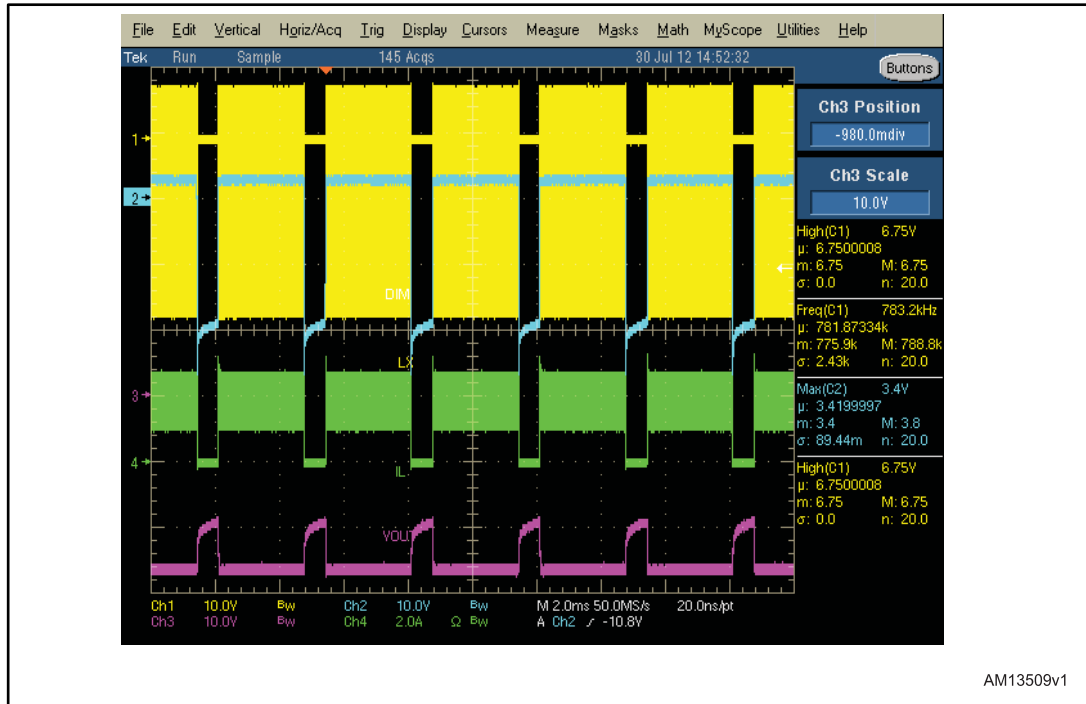 File Edit Vertical Horiz/Acq Trig Display Cursors Measure Masks Math MyScope Utilities Help
Tek Run Sample 145 Acqs 30 Jul 12 14:52:32
Buttons
Ch3 Position
-980.0mdiv
Ch3 Scale
10.0V
High(C1) 6.75V
µ: 6.7500008
m: 6.75 M: 6.75
σ: 0.0 n: 20.0
Freq(C1) 783.2kHz
µ: 781.87334k
m: 775.9k M: 788.8k
σ: 2.43k n: 20.0
Max(C2) 3.4V
µ: 3.4199997
m: 3.4 M: 3.8
σ: 89.44m n: 20.0
High(C1) 6.75V
µ: 6.7500008
m: 6.75 M: 6.75
σ: 0.0 n: 20.0
1
2
DIM
LX
3
4
IL
VOUT
Ch1 10.0V Bw Ch2 10.0V Bw M 2.0ms 50.0MS/s 20.0ns/pt
Ch3 10.0V Bw Ch4 2.0A Ω Bw A Ch2 ∕ -10.8V
AM13509v1